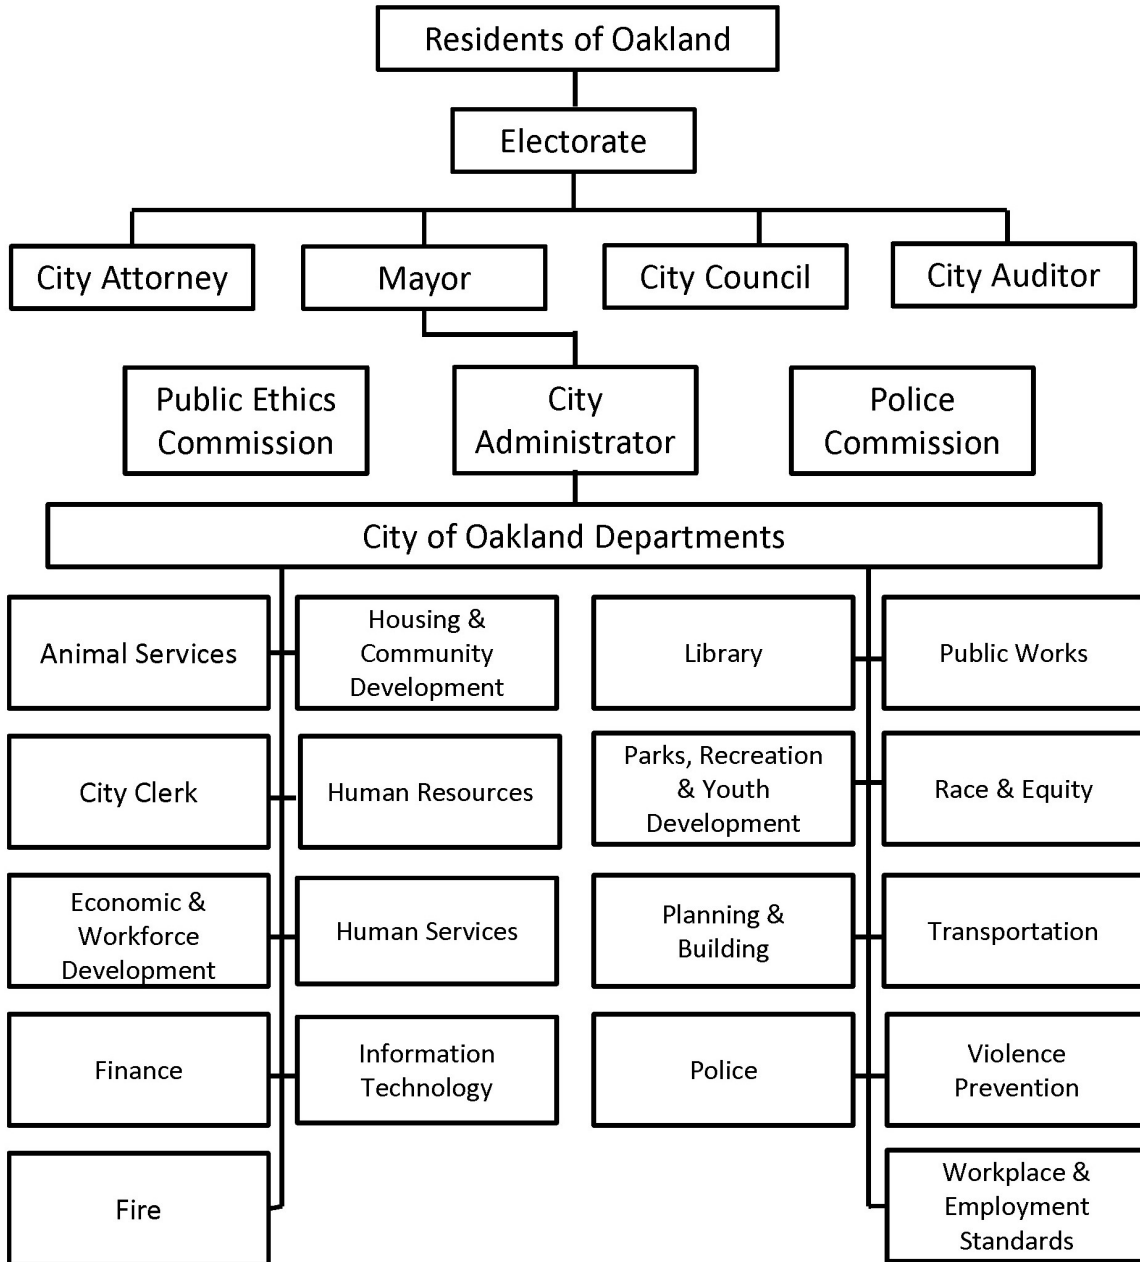 Residents of Oakland
Electorate
City Attorney
Mayor
City Council
City Auditor
Public Ethics
Commission
City
Administrator
Police
Commission
City of Oakland Departments
Animal Services
Housing &
Community
Development
Library
Public Works
City Clerk
Human Resources
Parks, Recreation
& Youth
Development
Race & Equity
Economic &
Workforce
Development
Human Services
Planning &
Building
Transportation
Finance
Information
Technology
Police
Violence
Prevention
Fire
Workplace &
Employment
Standards